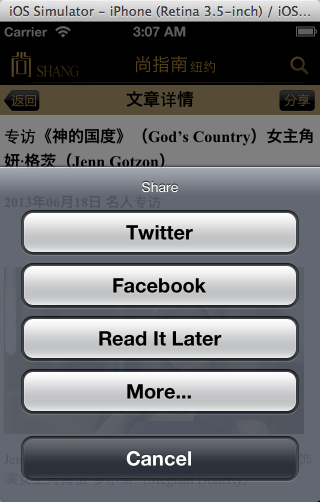 iOS Simulator - iPhone (Retina 3.5-inch) / iOS...
Carrier 3:07 AM
尚 SHANG 尚指南 纽约
返回 文章详情 分享
专访《神的国度》（God's Country）女主角
妍·格茨（Jenn Gotzon）
Share
2013年06月18日 名人专访
Twitter
Facebook
Read It Later
More...
Cancel